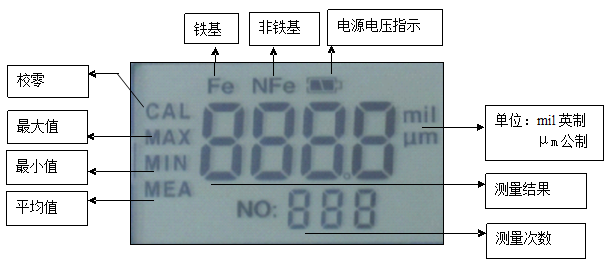 铁基
非铁基
电源电压指示
校零
最大值
最小值
平均值
Fe NFe
CAL
MAX
MIN
MEA
8888
mil
μm
NO: 888
单位：mil英制
μm公制
测量结果
测量次数